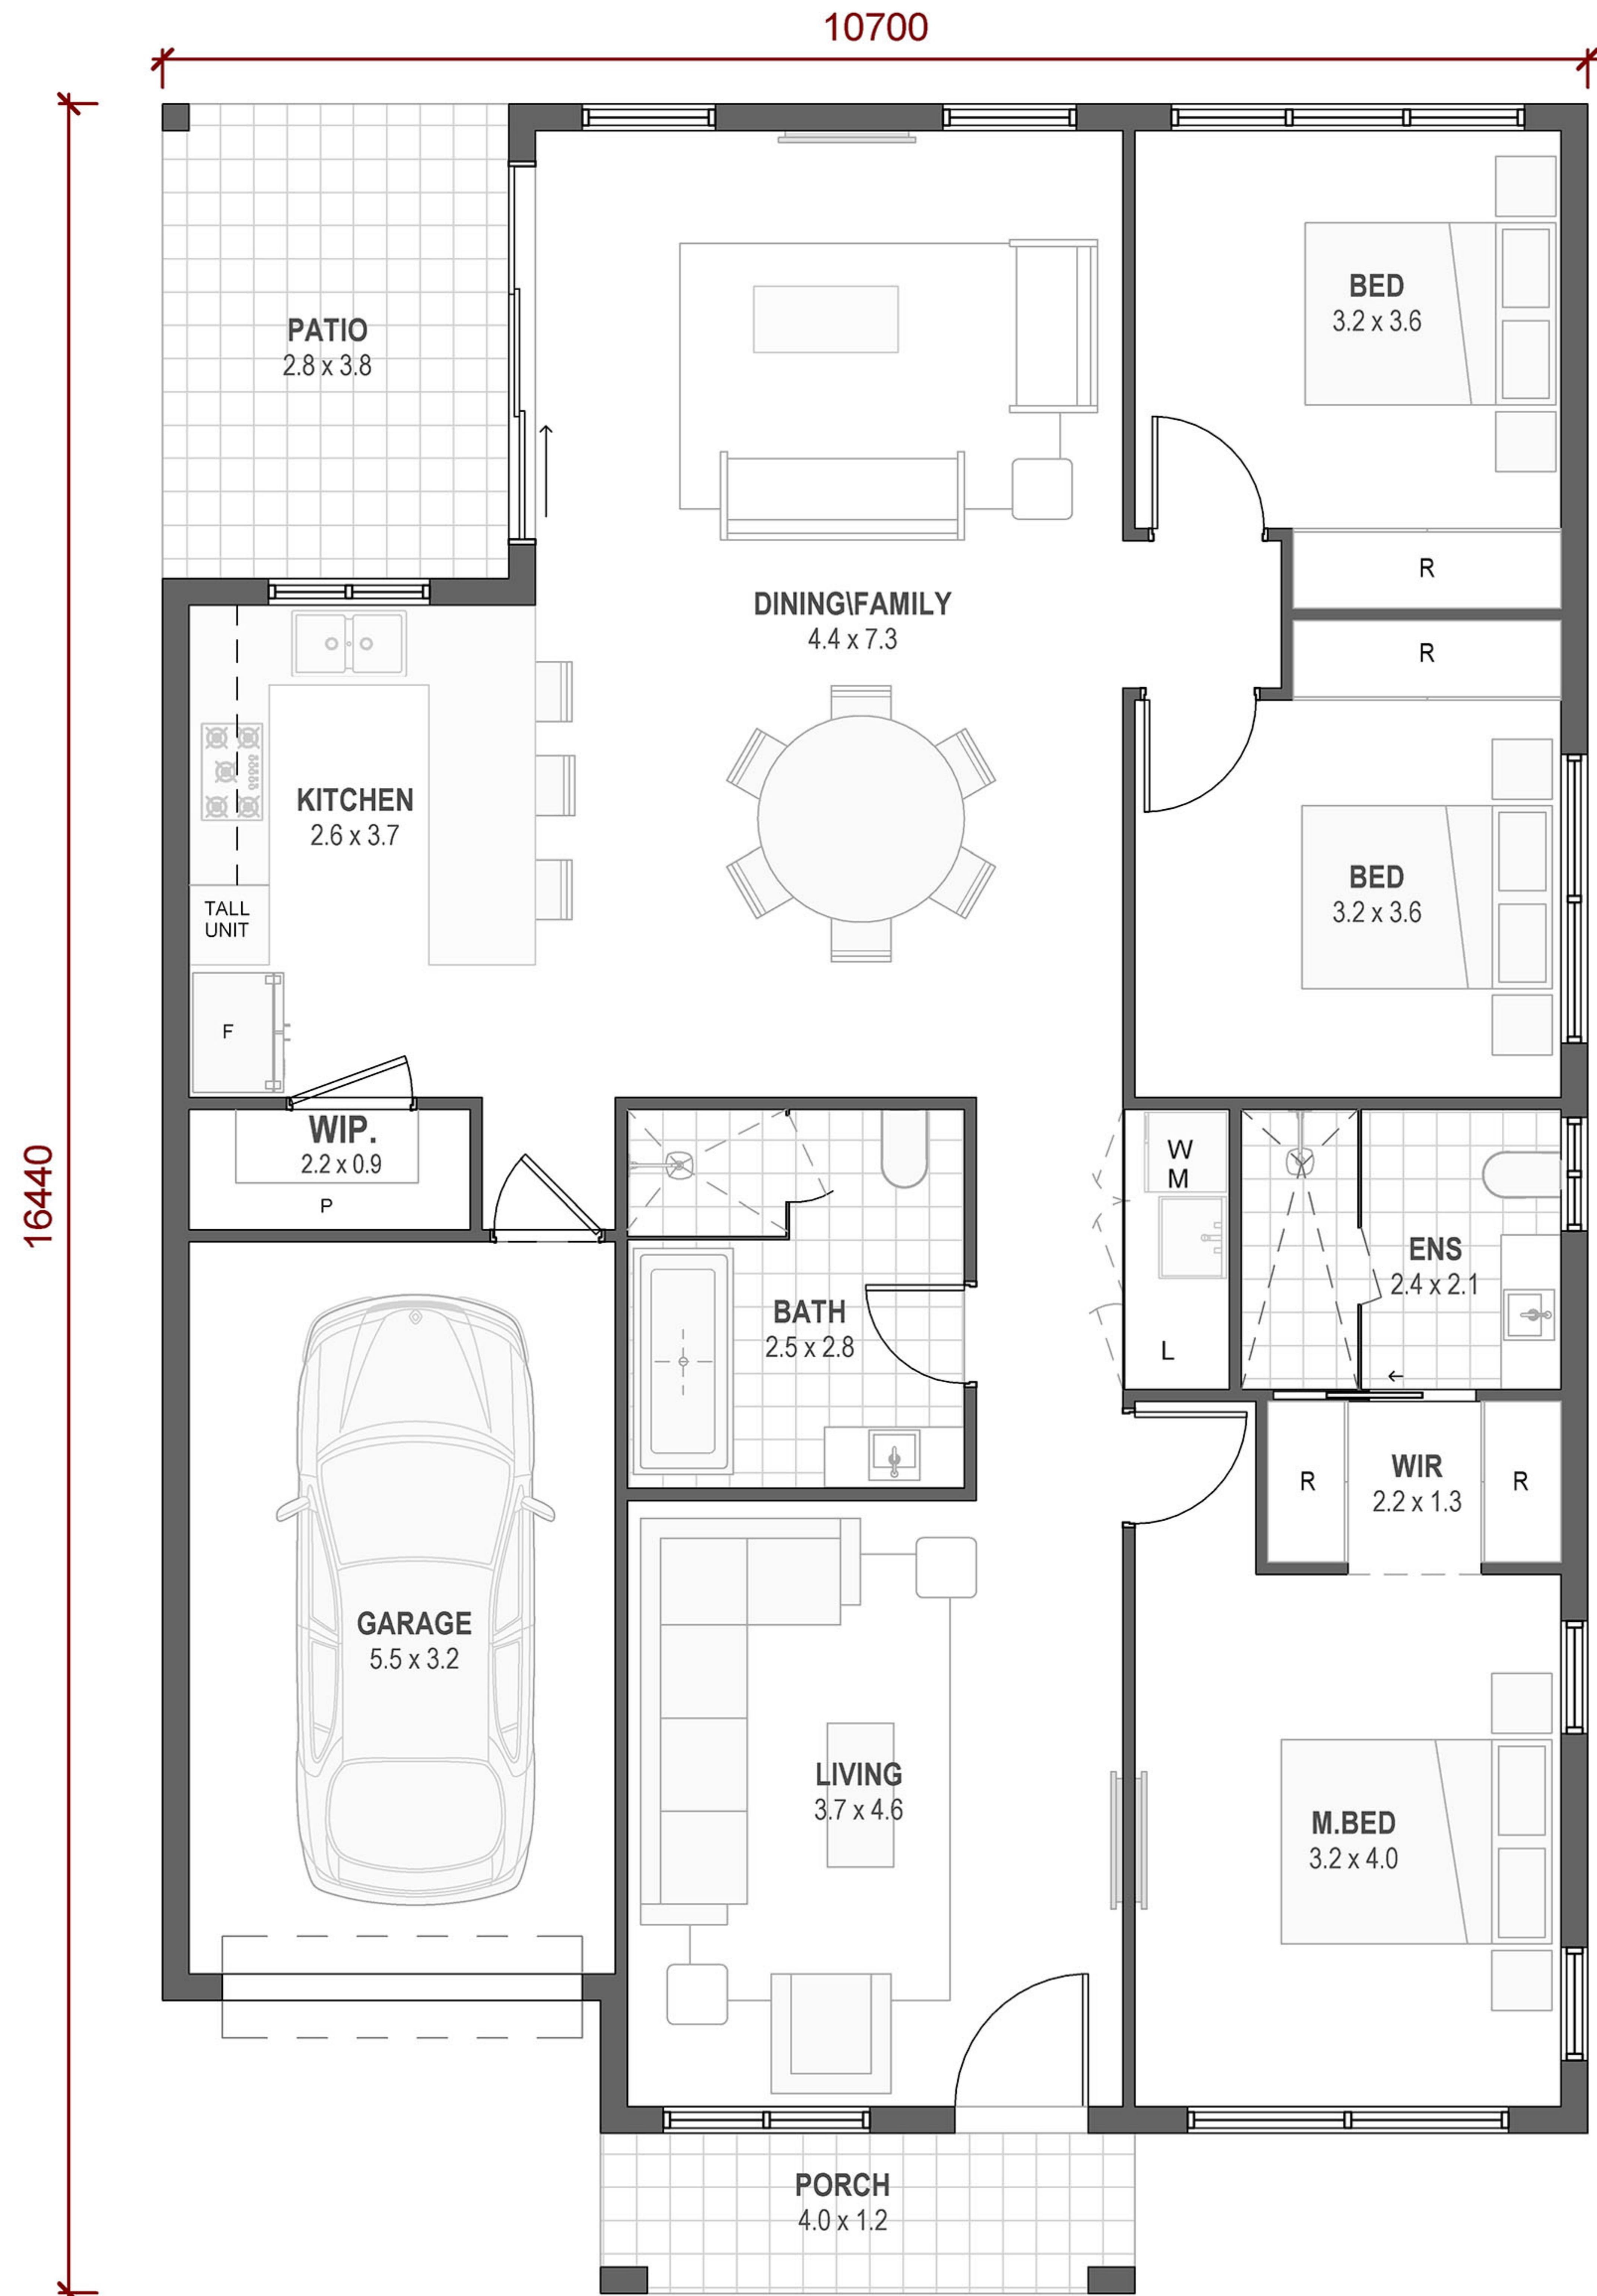 10700
16440
PATIO
2.8 x 3.8
BED
3.2 x 3.6
R
DINING\FAMILY
4.4 x 7.3
R
KITCHEN
2.6 x 3.7
BED
3.2 x 3.6
TALL
UNIT
F
WIP.
2.2 x 0.9
P
W
M
L
ENS
2.4 x 2.1
BATH
2.5 x 2.8
R
WIR
2.2 x 1.3
R
GARAGE
5.5 x 3.2
LIVING
3.7 x 4.6
M.BED
3.2 x 4.0
PORCH
4.0 x 1.2